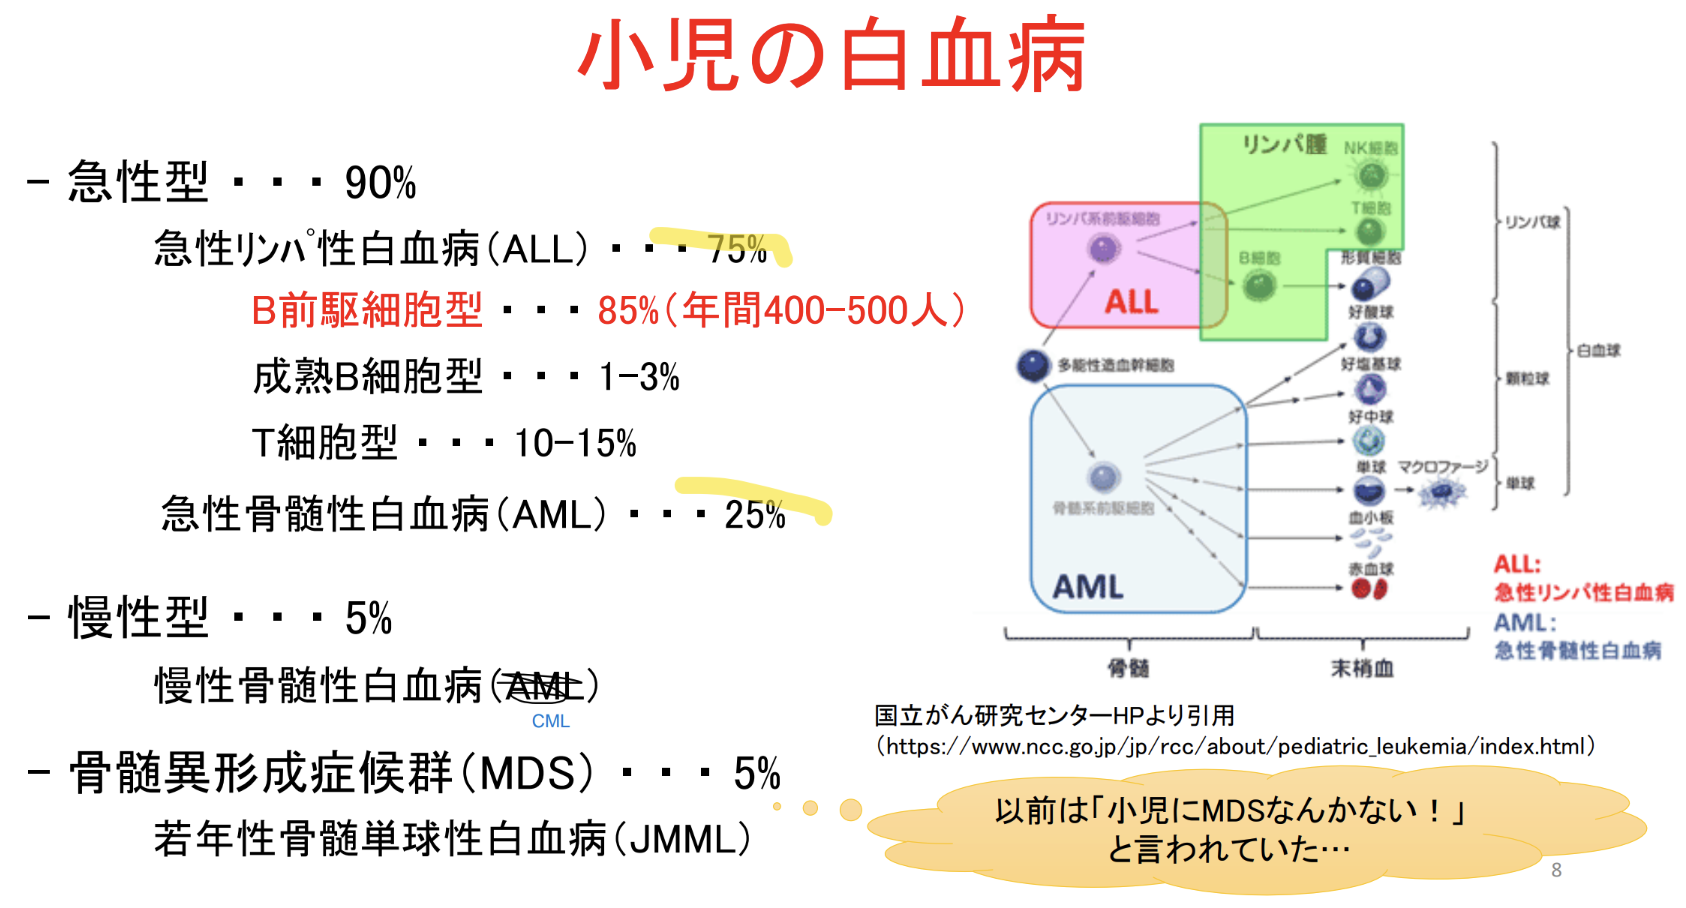 小児の白血病
− 急性型 ・・・ 90%
急性ﾘﾝﾊﾟ性白血病（ALL）・・・ 75%
B前駆細胞型 ・・・ 85%（年間400−500人）
成熟B細胞型 ・・・ 1−3%
T細胞型 ・・・ 10−15%
急性骨髄性白血病（AML）・・・25%
− 慢性型 ・・・ 5%
慢性骨髄性白血病（AML）
CML
− 骨髄異形成症候群（MDS）・・・ 5%
若年性骨髄単球性白血病（JMML）
リンパ腫
NK細胞
リンパ系前駆細胞
T細胞
B細胞
形質細胞
ALL
好酸球
多能性造血幹細胞
好塩基球
好中球
単球 マクロファージ
骨髄系前駆細胞
血小板
赤血球
AML
リンパ球
顆粒球
単球
白血球
骨髄
末梢血
ALL:
急性リンパ性白血病
AML:
急性骨髄性白血病
国立がん研究センターHPより引用
（https://www.ncc.go.jp/jp/rcc/about/pediatric_leukemia/index.html）
以前は「小児にMDSなんかない！」
と言われていた…
8